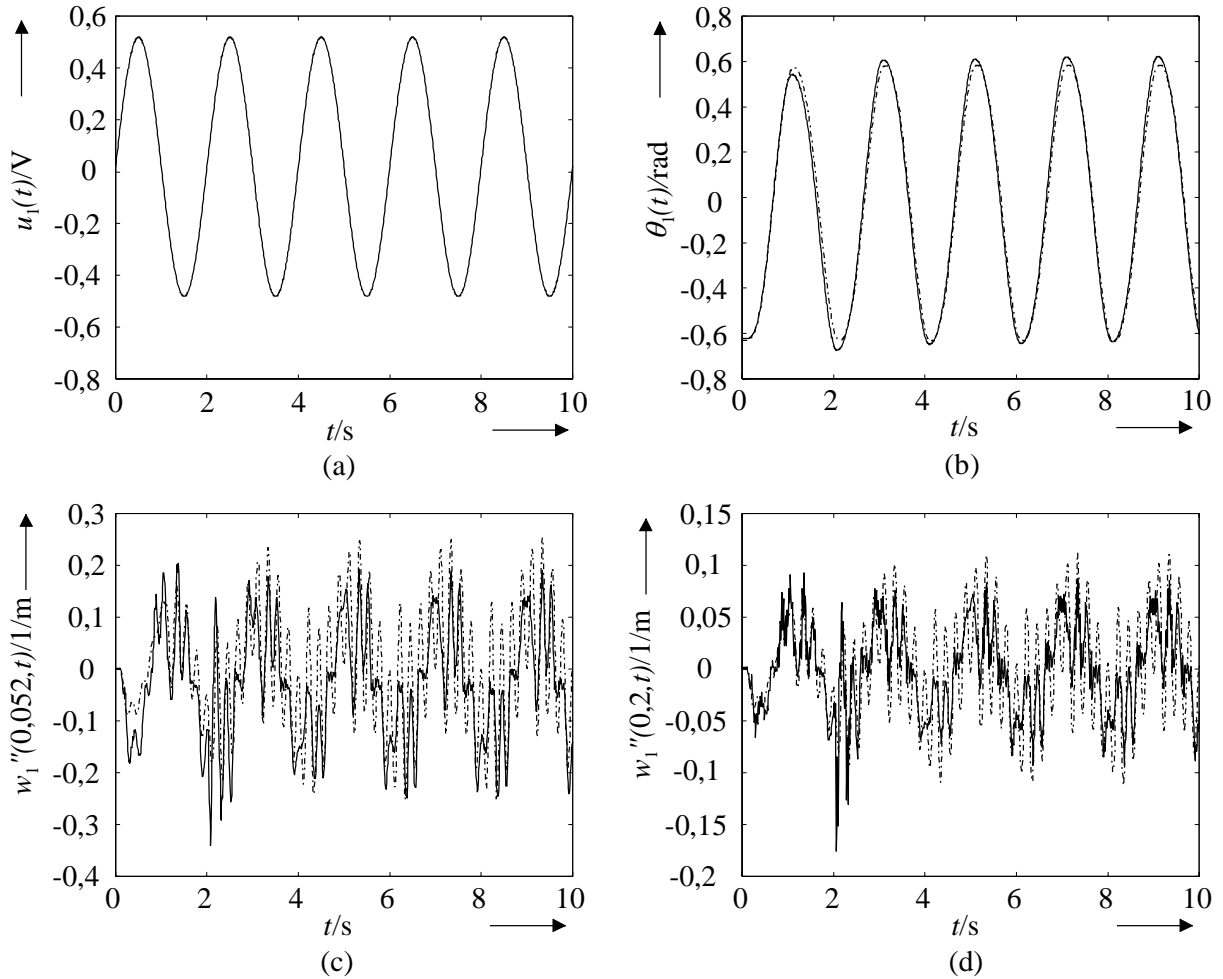 0,6
0,4
0,2
0
-0,2
-0,4
-0,6
-0,8
u₁(t)/V
0 2 4 6 8 10
t/s
(a)
0,8
0,6
0,4
0,2
0
-0,2
-0,4
-0,6
-0,8
θ₁(t)/rad
0 2 4 6 8 10
t/s
(b)
0,3
0,2
0,1
0
-0,1
-0,2
-0,3
-0,4
w₁''(0,052,t)/1/m
0 2 4 6 8 10
t/s
(c)
0,15
0,1
0,05
0
-0,05
-0,1
-0,15
-0,2
w₁''(0,2,t)/1/m
0 2 4 6 8 10
t/s
(d)